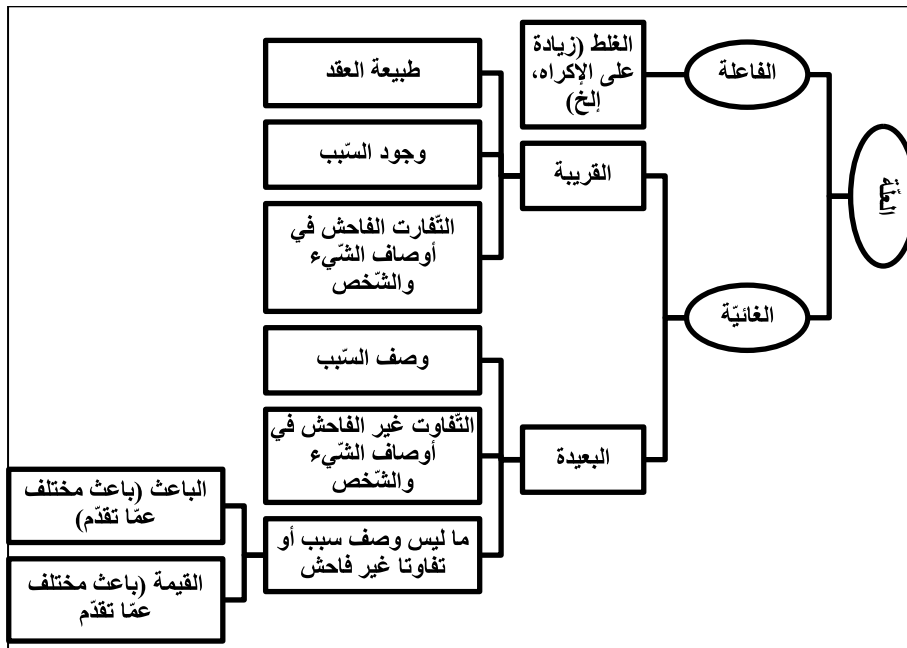 العلّة
الفاعلة
الغلط (زيادة
على الإكراه،
إلخ)
الغائيّة
القريبة
طبيعة العقد
وجود السّبب
التّفارت الفاحش في
أوصاف الشّيء
والشّخص
البعيدة
وصف السّبب
التّفاوت غير الفاحش في
أوصاف الشّيء
والشّخص
ما ليس وصف سبب أو
تفاوتا غير فاحش
الباعث (باعث مختلف
عمّا تقدّم)
القيمة (باعث مختلف
عمّا تقدّم